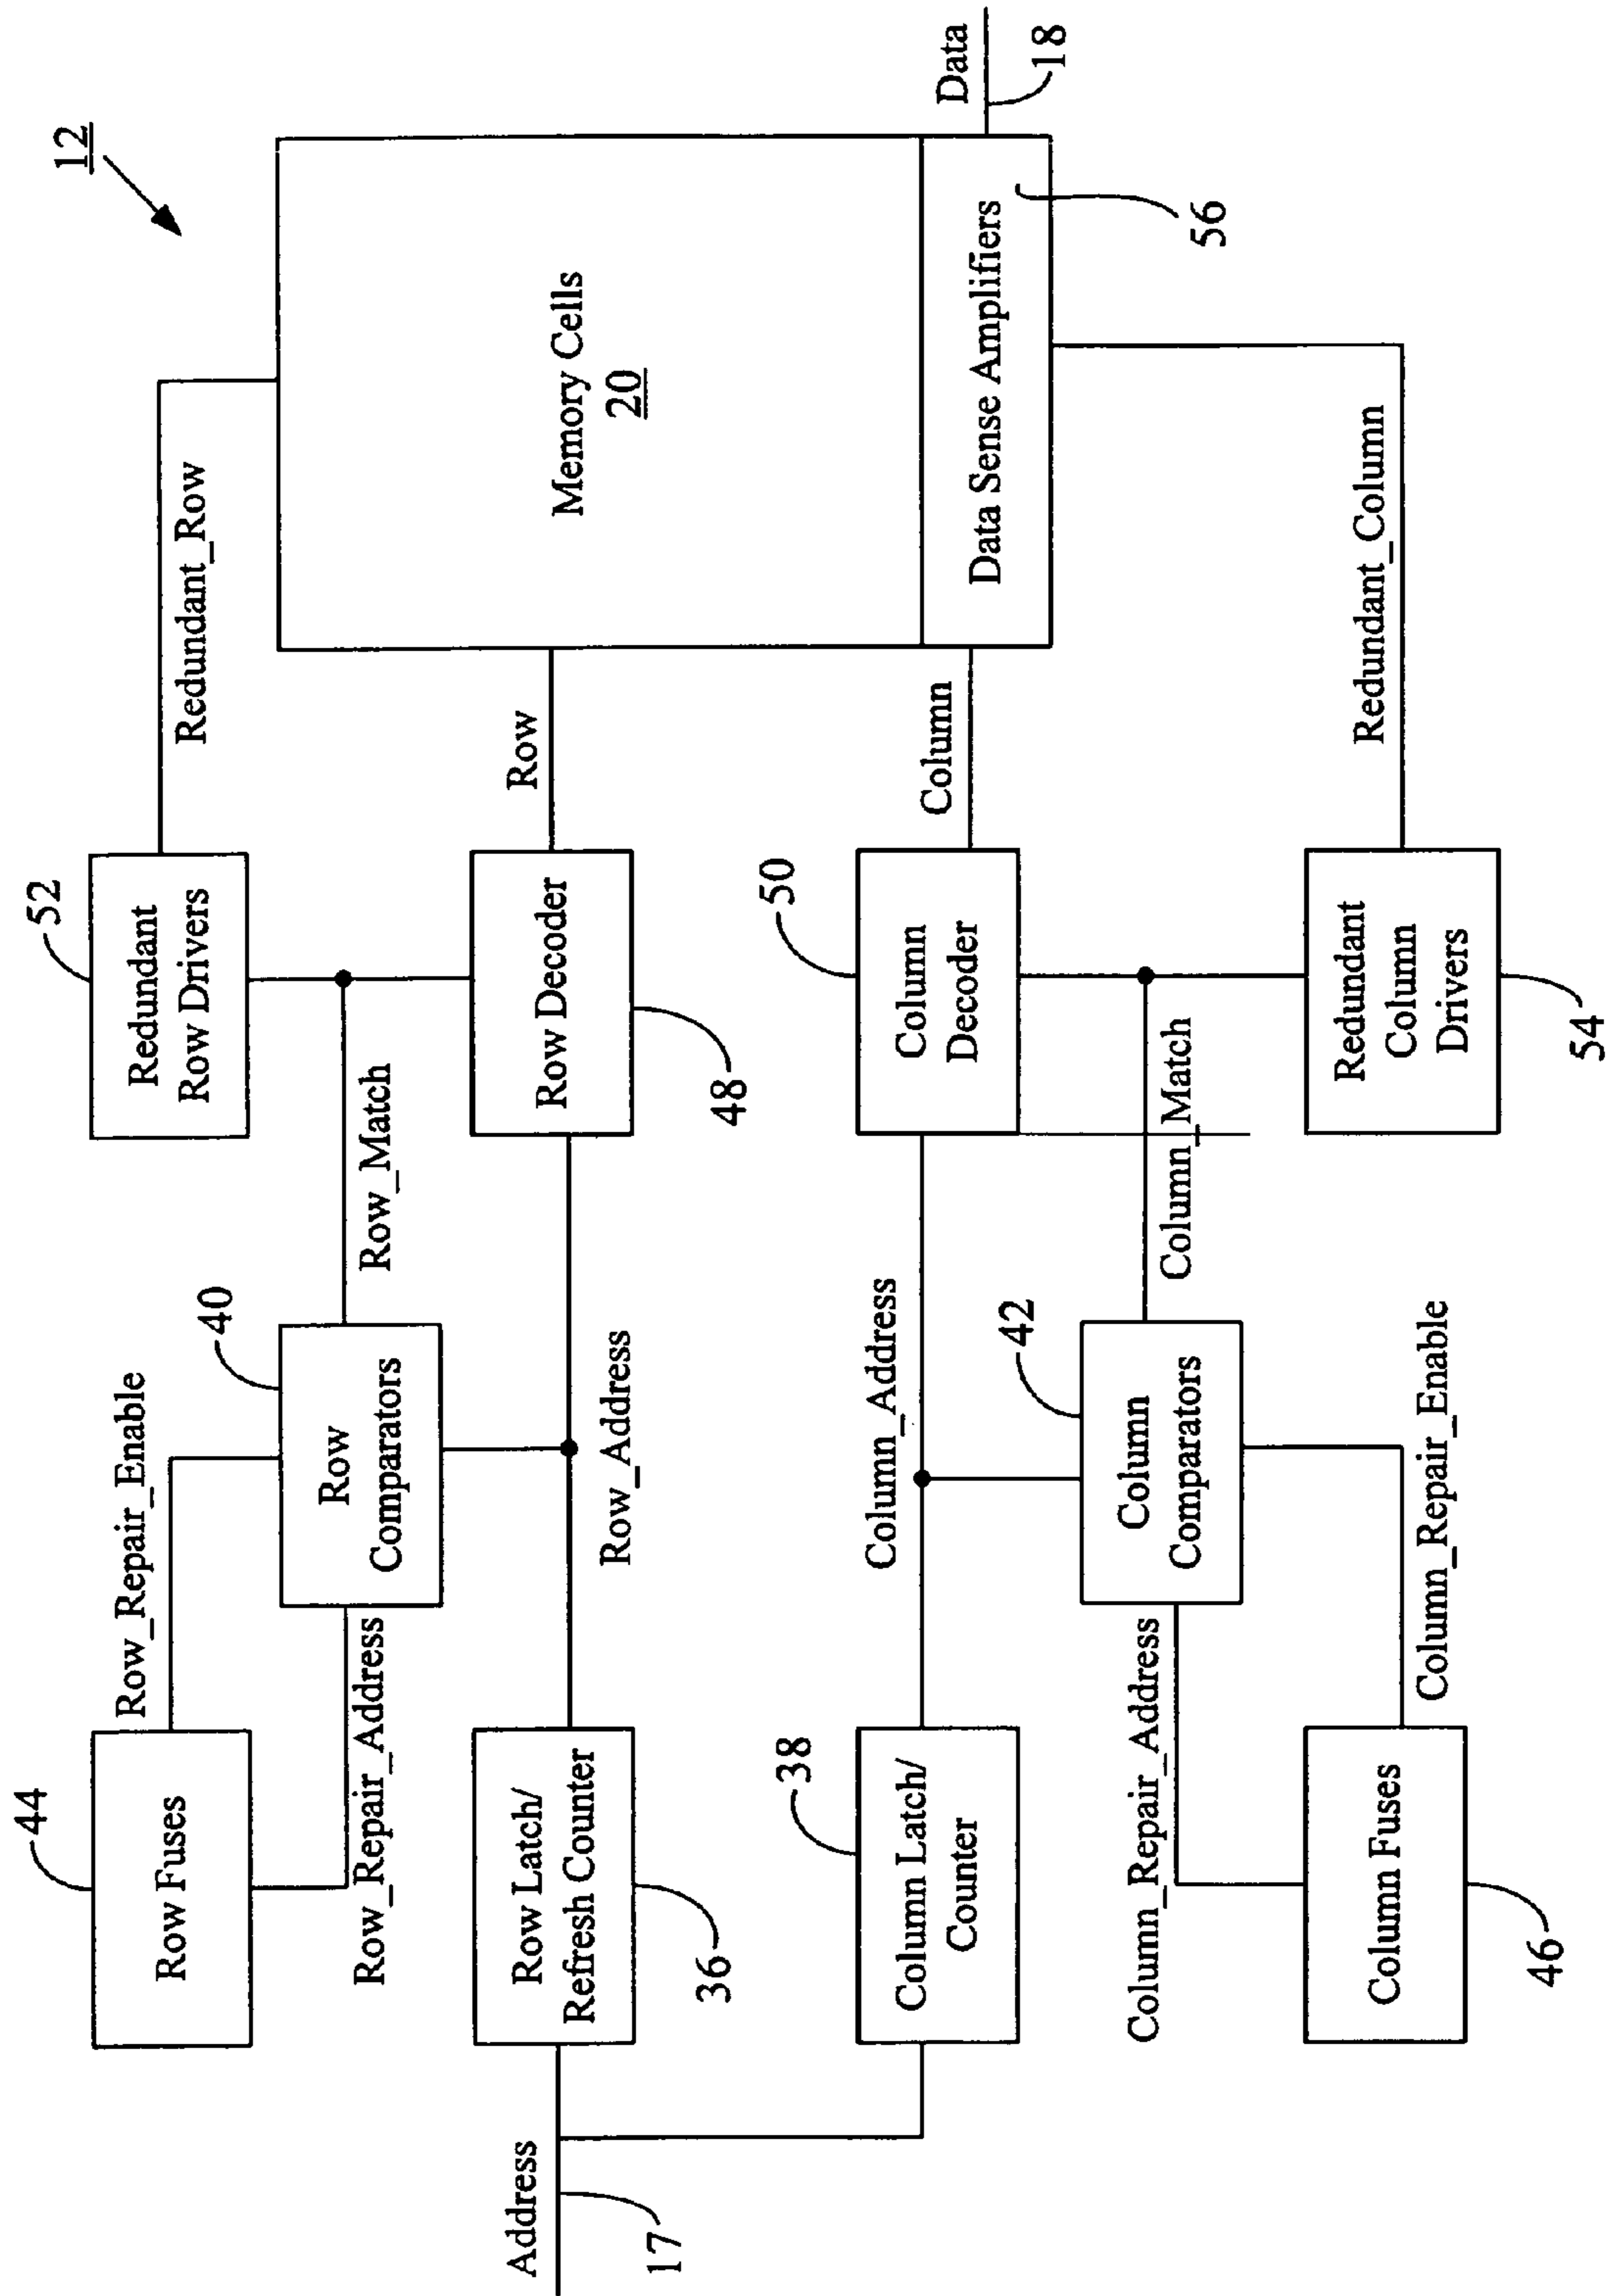 12
44
Row Fuses
Row_Repair_Enable
Row_Repair_Address
40
Row
Comparators
Row_Match
52
Redundant
Row Drivers
Redundant_Row
Address
17
Row Latch/
Refresh Counter
36
Row_Address
Row Decoder
48
Row
Memory Cells
20
38
Column Latch/
Counter
Column_Address
50
Column
Decoder
Column
Data Sense Amplifiers
56
Data
18
Column_Repair_Address
42
Column
Comparators
Column_Match
Column Fuses
46
Column_Repair_Enable
Redundant
Column
Drivers
54
Redundant_Column